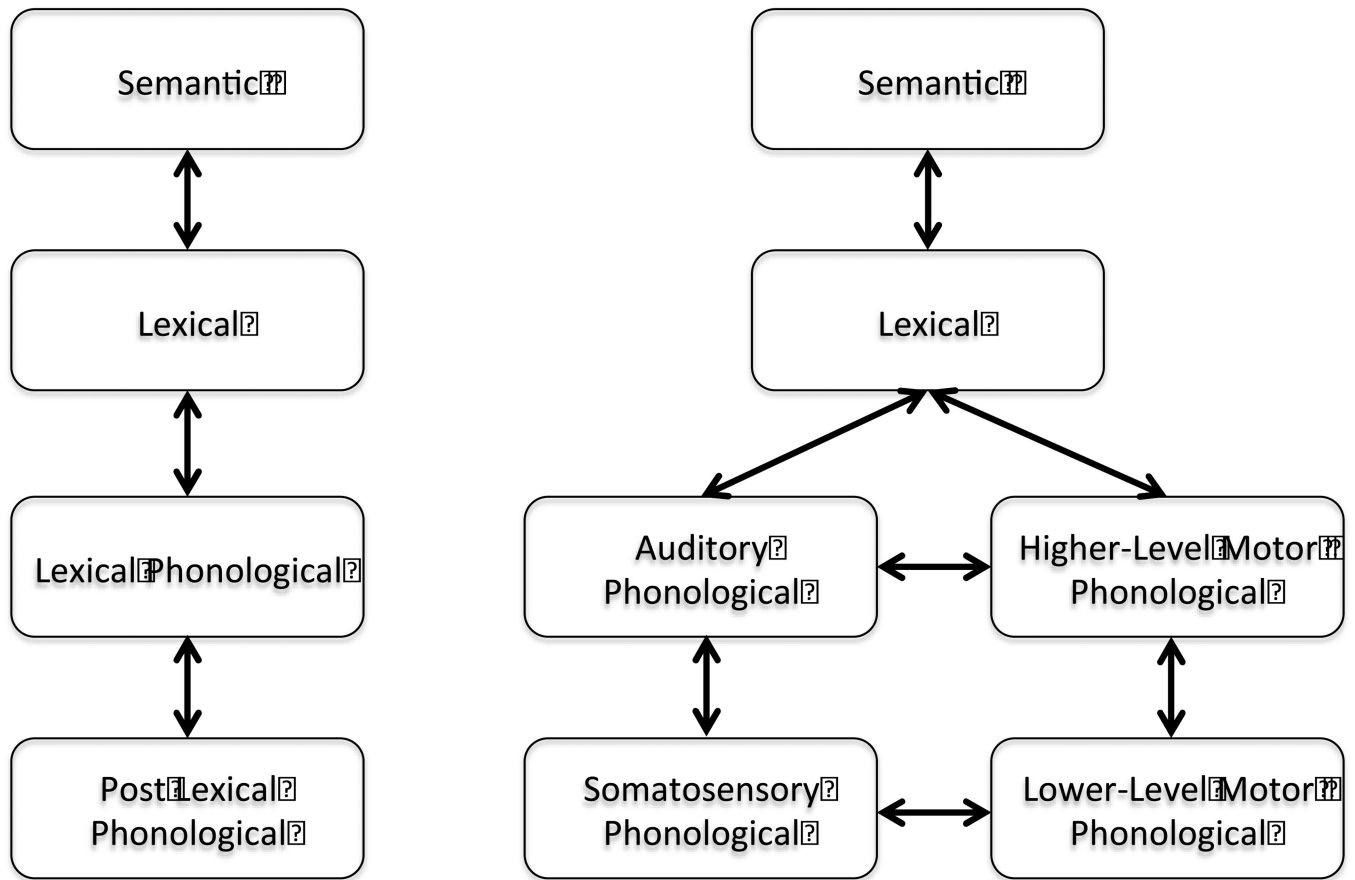 Semantic
Lexical
Lexical Phonological
Post Lexical
Phonological
Semantic
Lexical
Auditory
Phonological
Higher-Level Motor
Phonological
Somatosensory
Phonological
Lower-Level Motor
Phonological